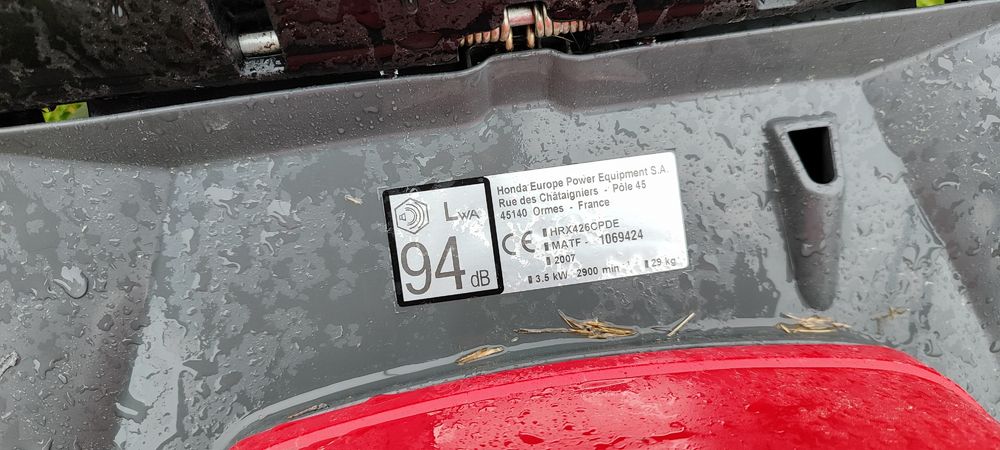 LWA
94 dB
Honda Europe Power Equipment S.A.
Rue des Châtaigniers - Pôle 45
45140 Ormes - France
CE
HRX426CPDE
MATF - 1069424
2007
3.5 kW 2900 min⁻¹ 29 kg